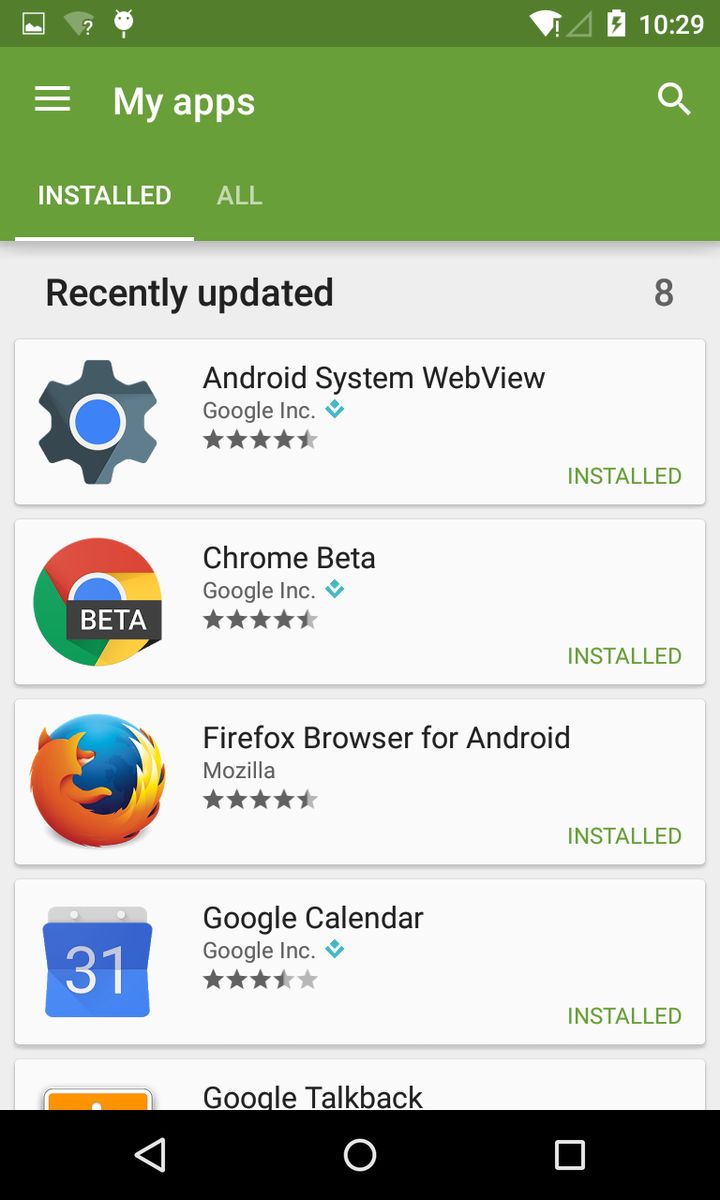 10:29
My apps
INSTALLED ALL
Recently updated 8
Android System WebView
Google Inc.
INSTALLED
BETA
Chrome Beta
Google Inc.
INSTALLED
Firefox Browser for Android
Mozilla
INSTALLED
31
Google Calendar
Google Inc.
INSTALLED
Google Talkback